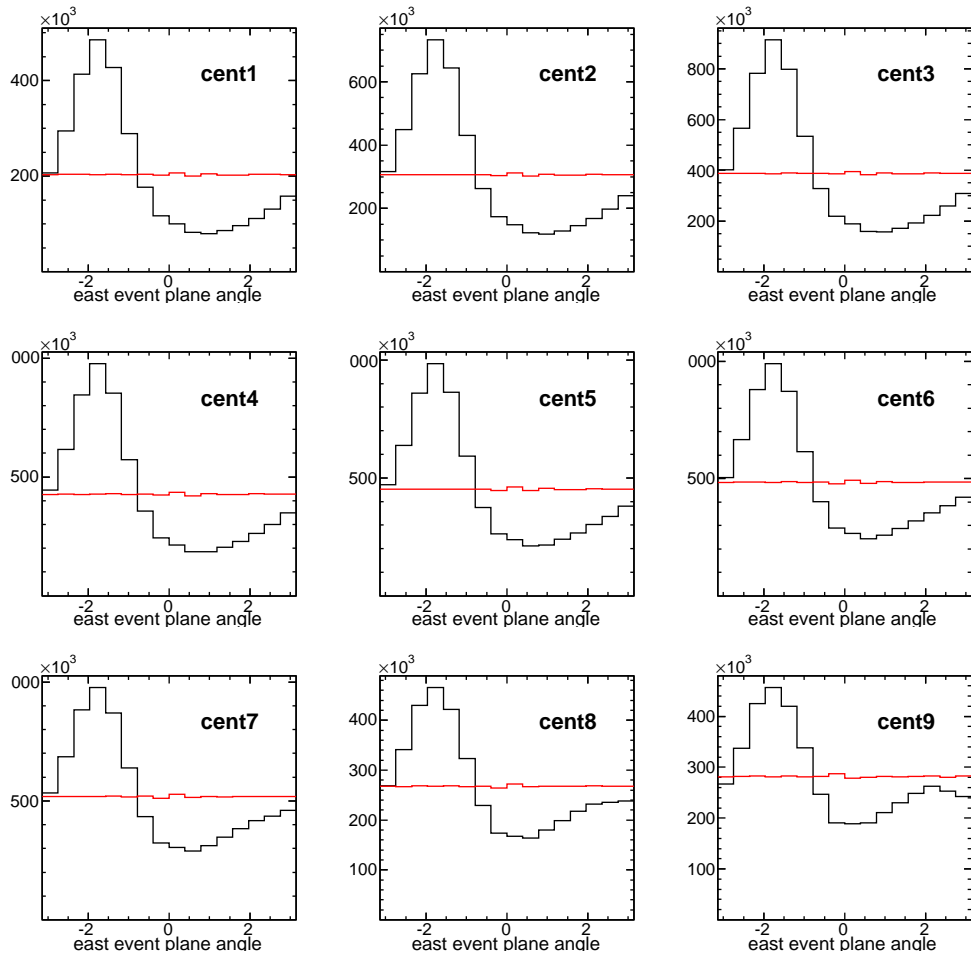 ×10³ ×10³ ×10³
cent1 cent2 cent3
400 600 800
600
200 400 400
200 200
-2 0 2 -2 0 2 -2 0 2
east event plane angle east event plane angle east event plane angle
×10³ ×10³ ×10³
000 000 000
cent4 cent5 cent6
500 500 500
-2 0 2 -2 0 2 -2 0 2
east event plane angle east event plane angle east event plane angle
×10³ ×10³ ×10³
000
cent7 cent8 cent9
400 400
500 300 300
200 200
100 100
-2 0 2 -2 0 2 -2 0 2
east event plane angle east event plane angle east event plane angle